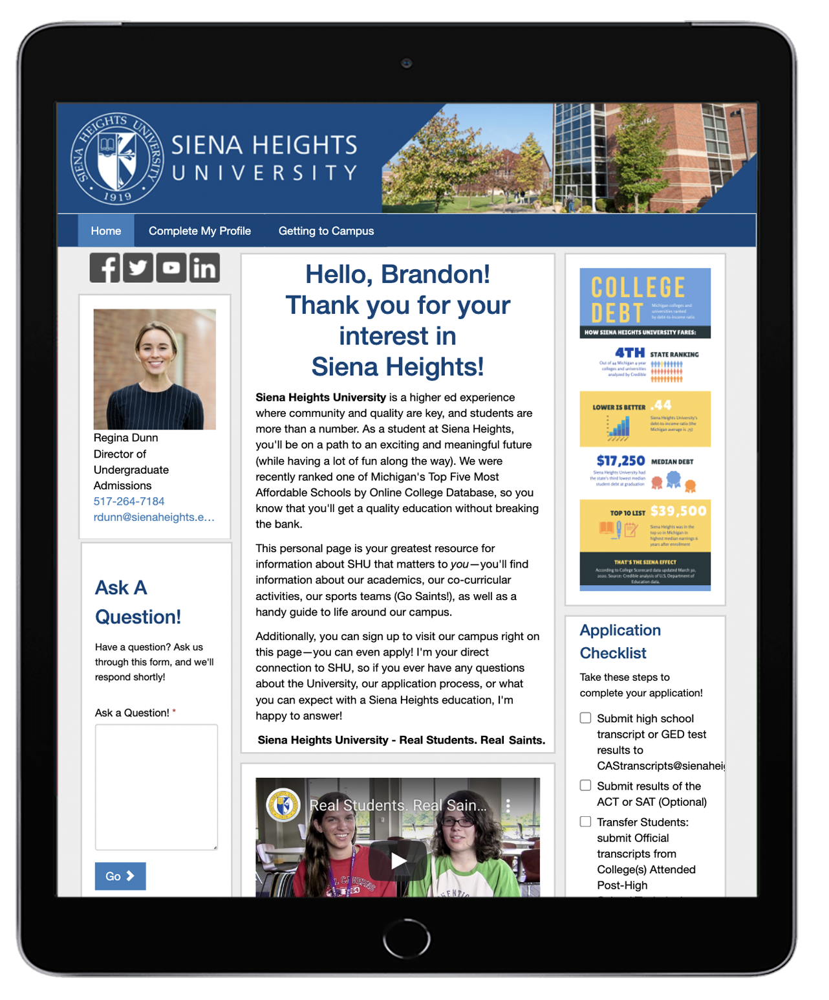 SIENA HEIGHTS UNIVERSITY
1919
SIENA HEIGHTS
UNIVERSITY
Home
Complete My Profile
Getting to Campus
Regina Dunn
Director of
Undergraduate
Admissions
517-264-7184
rdunn@sienaheights.e...
Ask A
Question!
Have a question? Ask us
through this form, and we'll
respond shortly!
Ask a Question! *
Go
Hello, Brandon!
Thank you for your
interest in
Siena Heights!
Siena Heights University is a higher ed experience
where community and quality are key, and students are
more than a number. As a student at Siena Heights,
you'll be on a path to an exciting and meaningful future
(while having a lot of fun along the way). We were
recently ranked one of Michigan's Top Five Most
Affordable Schools by Online College Database, so you
know that you'll get a quality education without breaking
the bank.
This personal page is your greatest resource for
information about SHU that matters to you—you'll find
information about our academics, our co-curricular
activities, our sports teams (Go Saints!), as well as a
handy guide to life around our campus.
Additionally, you can sign up to visit our campus right on
this page—you can even apply! I'm your direct
connection to SHU, so if you ever have any questions
about the University, our application process, or what
you can expect with a Siena Heights education, I'm
happy to answer!
Siena Heights University - Real Students. Real Saints.
Real Students. Real Sain...
COLLEGE
DEBT
Michigan colleges and
universities ranked
by debt-to-income ratio
HOW SIENA HEIGHTS UNIVERSITY FARES:
4TH STATE RANKING
Out of 44 Michigan 4-year
colleges and universities
analyzed by Credible
LOWER IS BETTER .44
Siena Heights University's
debt-to-income ratio (the
Michigan average is .75)
$17,250 MEDIAN DEBT
Siena Heights University had
the state's third lowest median
student debt at graduation
TOP 10 LIST $39,500
Siena Heights was in the
top 10 in Michigan in
highest median earnings 6
years after enrollment
THAT'S THE SIENA EFFECT
According to College Scorecard data updated March 30,
2020. Source: Credible analysis of U.S. Department of
Education data.
Application
Checklist
Take these steps to
complete your application!
Submit high school
transcript or GED test
results to
CAStranscripts@sienahei
Submit results of the
ACT or SAT (Optional)
Transfer Students:
submit Official
transcripts from
College(s) Attended
Post-High